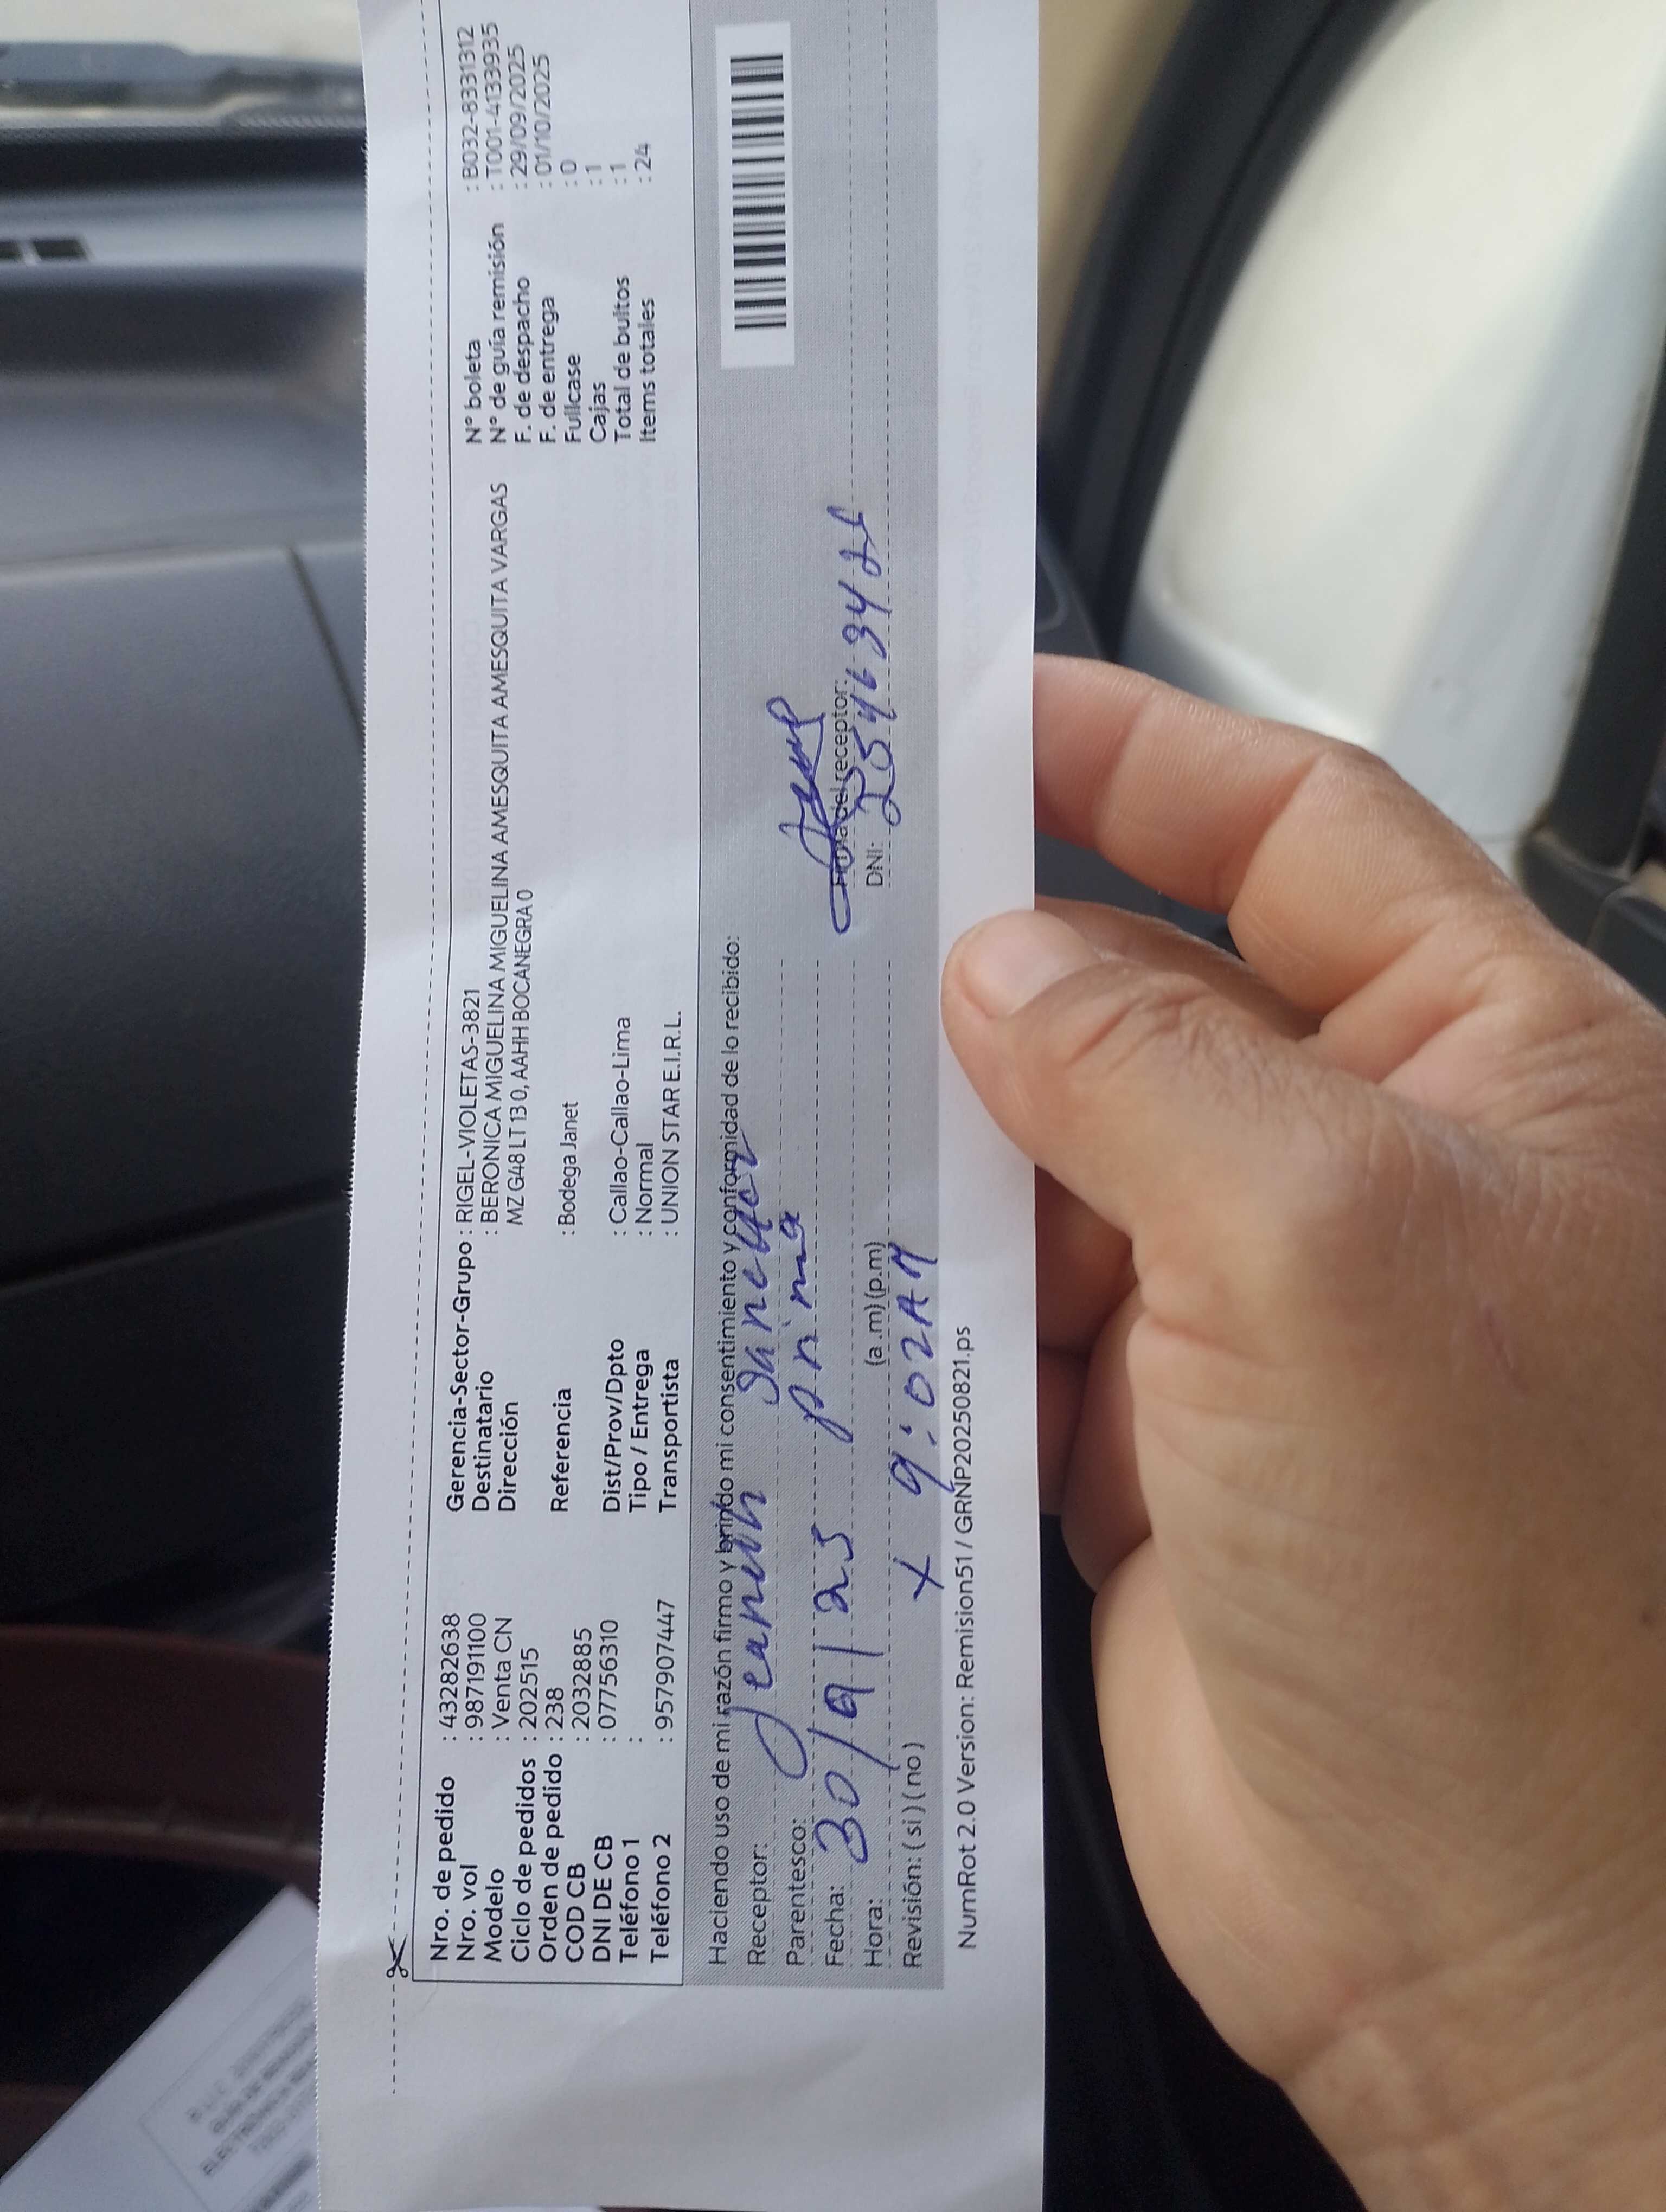 Nro. de pedido : 43282638
Nro. vol : 987191100
Modelo : Venta CN
Ciclo de pedidos : 202515
Orden de pedido : 238
COD CB : 2032885
DNI DE CB : 07756310
Teléfono 1 :
Teléfono 2 : 957907447
Gerencia-Sector-Grupo : RIGEL-VIOLETAS-3821
Destinatario : BERONICA MIGUELINA MIGUELINA MIGUELINA AMESQUITA AMESQUITA AMESQUITA VARGAS
Dirección MZ G48 LT 13 0, AAHH BOCANEGRA 0
Referencia : Bodega Janet
Dist/Prov/Dpto : Callao-Callao-Lima
Tipo / Entrega : Normal
Transportista : UNION STAR E.I.R.L.
N° boleta : B032-8331312
N° de guía remisión : T001-4133935
F. de despacho : 29/09/2025
F. de entrega : 01/10/2025
Fullcase : 0
Cajas : 1
Total de bultos : 1
Items totales : 24
Haciendo uso de mi razón firmo y brindo mi consentimiento y conformidad de lo recibido:
Receptor: Sanchez
Parentesco: prima
Fecha: 30/9/25
Hora: (a.m) (p.m)
9:02AM
Revisión: ( si ) ( no )
Firma del receptor:
DNI:
NumRot 2.0 Version: Remision51 / GRNP20250821.ps